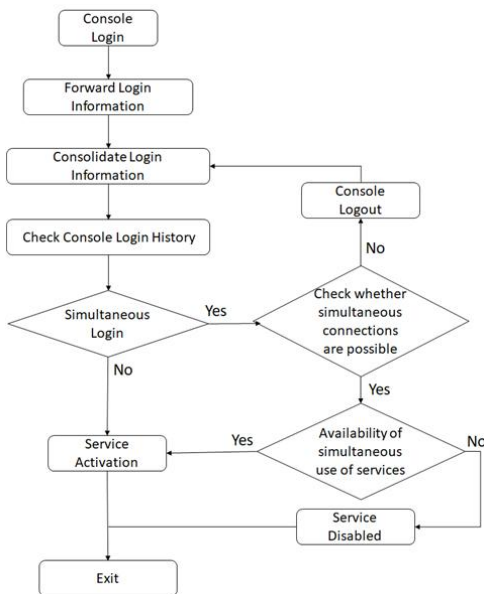 Console
Login
Forward Login
Information
Consolidate Login
Information
Console
Logout
Check Console Login History
No
Simultaneous
Login
Yes
Check whether
simultaneous
connections
are possible
No
Yes
Service
Activation
Yes
Availability of
simultaneous
use of services
No
Service
Disabled
Exit